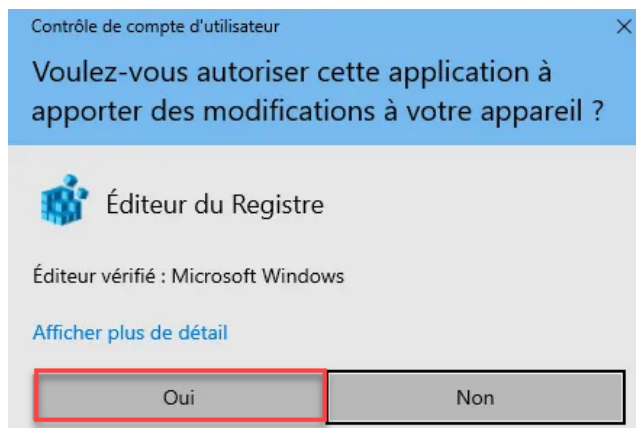 Contrôle de compte d'utilisateur
Voulez-vous autoriser cette application à
apporter des modifications à votre appareil ?
Éditeur du Registre
Éditeur vérifié : Microsoft Windows
Afficher plus de détail
Oui
Non